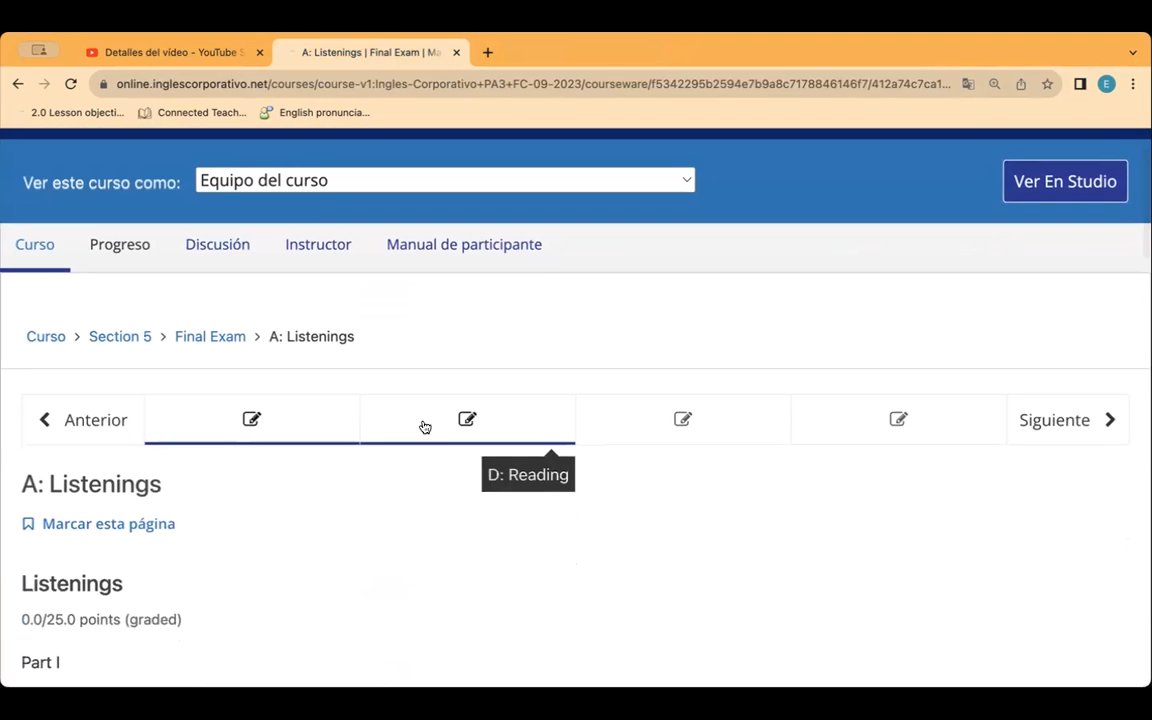 Detalles del vídeo - YouTube S
A: Listenings | Final Exam | Ma
online.inglescorporativo.net/courses/course-v1:Ingles-Corporativo+PA3+FC-09-2023/courseware/f5342295b2594e7b9a8c7178846146f7/412a74c7ca1...
E
2.0 Lesson objecti...
Connected Teach...
English pronuncia...
Ver este curso como:
Equipo del curso
Ver En Studio
Curso
Progreso
Discusión
Instructor
Manual de participante
Curso > Section 5 > Final Exam > A: Listenings
Anterior
Siguiente
D: Reading
A: Listenings
Marcar esta página
Listenings
0.0/25.0 points (graded)
Part I